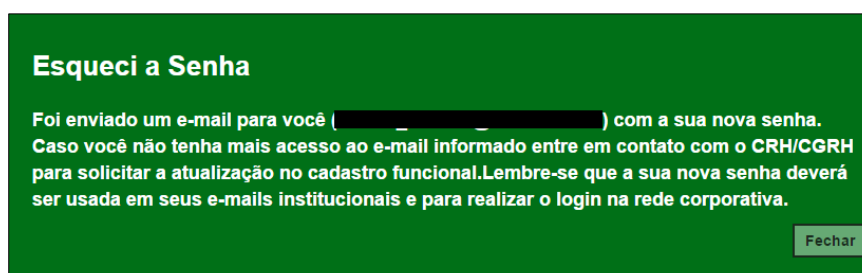 Esqueci a Senha
Foi enviado um e-mail para você () com a sua nova senha.
Caso você não tenha mais acesso ao e-mail informado entre em contato com o CRH/CGRH
para solicitar a atualização no cadastro funcional.Lembre-se que a sua nova senha deverá
ser usada em seus e-mails institucionais e para realizar o login na rede corporativa.
Fechar